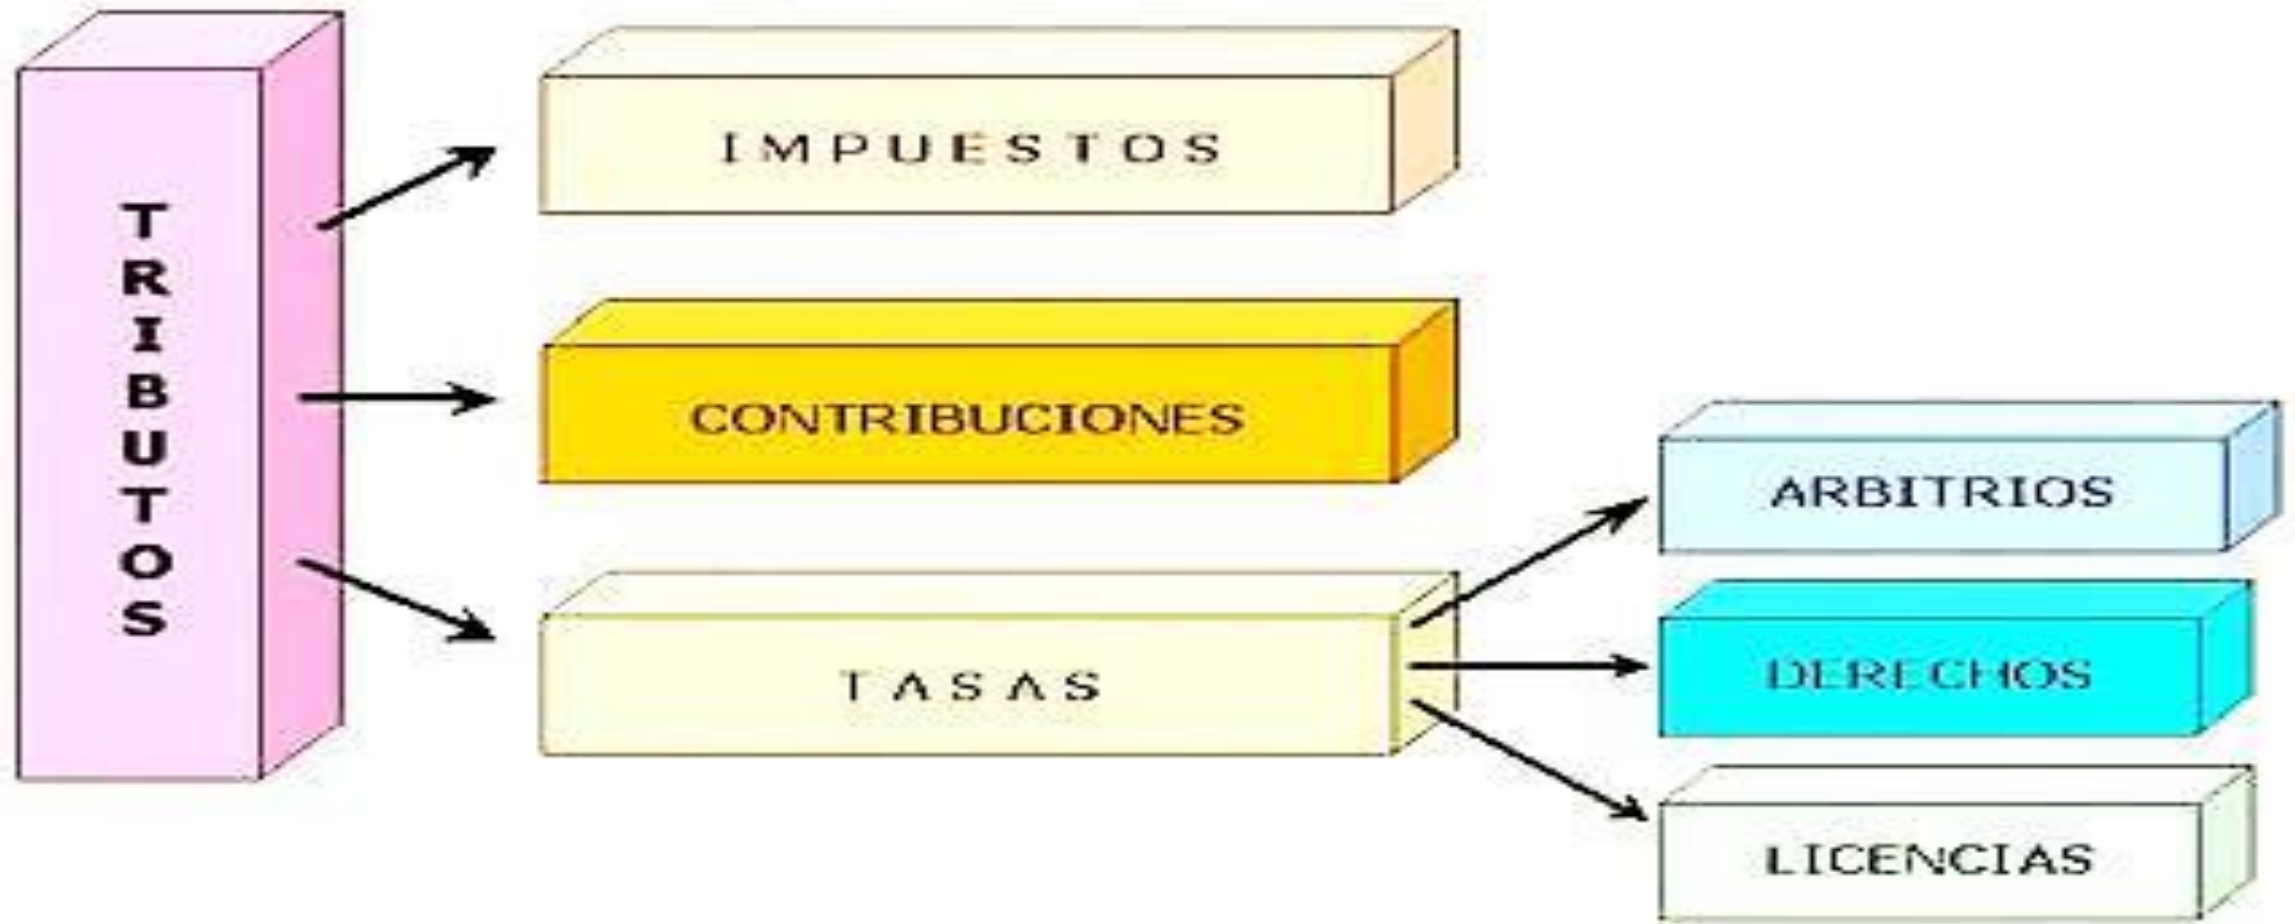 TRIBUTOS
IMPUESTOS
CONTRIBUCIONES
TASAS
ARBITRIOS
DERECHOS
LICENCIAS